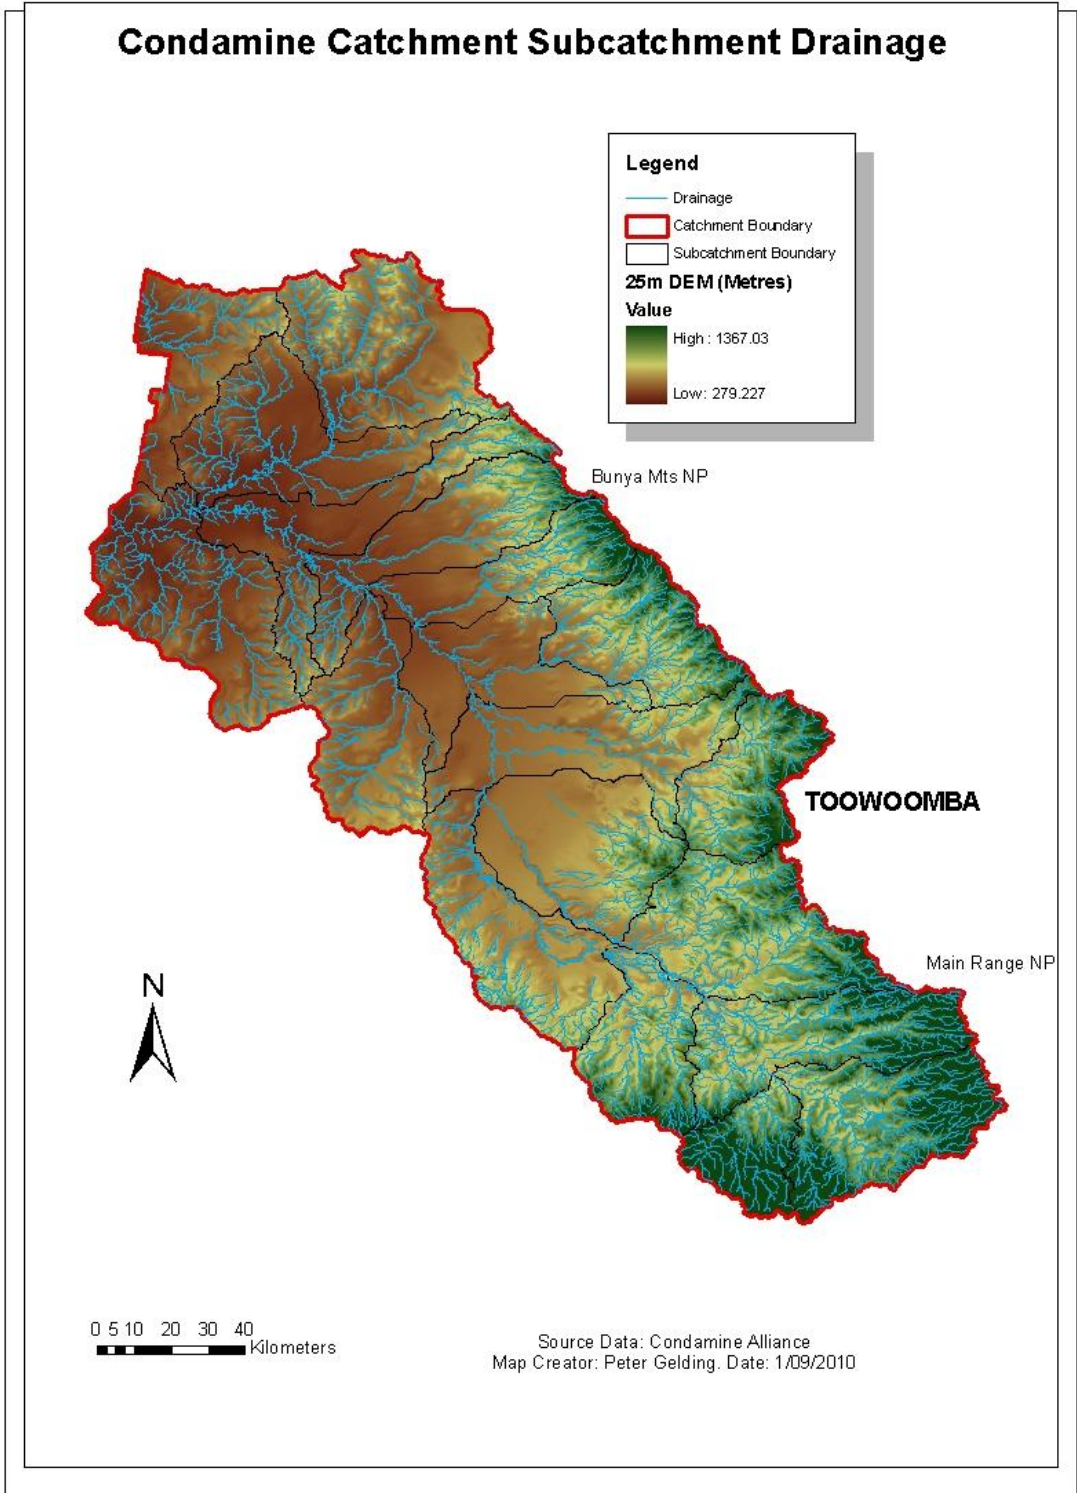 Condamine Catchment Subcatchment Drainage
Legend
Drainage
Catchment Boundary
Subcatchment Boundary
25m DEM (Metres)
Value
High : 1367.03
Low : 279.227
Bunya Mts NP
TOOWOOMBA
Main Range NP
N
0 5 10 20 30 40
Kilometers
Source Data: Condamine Alliance
Map Creator: Peter Gelding. Date: 1/09/2010